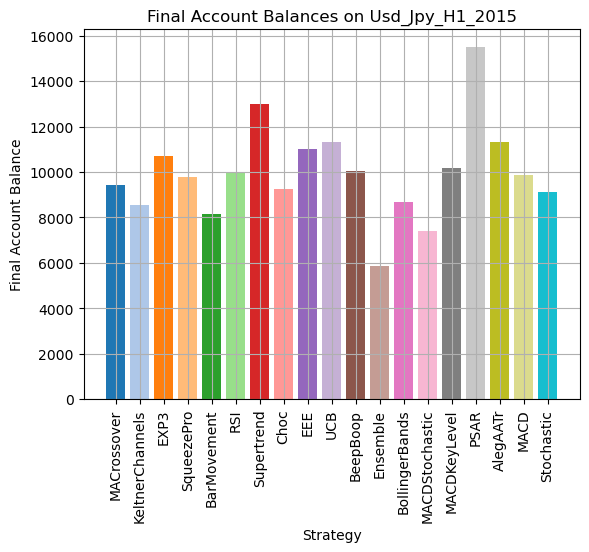 Final Account Balances on Usd_Jpy_H1_2015
Final Account Balance
16000
14000
12000
10000
8000
6000
4000
2000
0
MACrossover
KeltnerChannels
EXP3
SqueezePro
BarMovement
RSI
Supertrend
Choc
EEE
UCB
BeepBoop
Ensemble
BollingerBands
MACDStochastic
MACDKeyLevel
PSAR
AlegAATr
MACD
Stochastic
Strategy